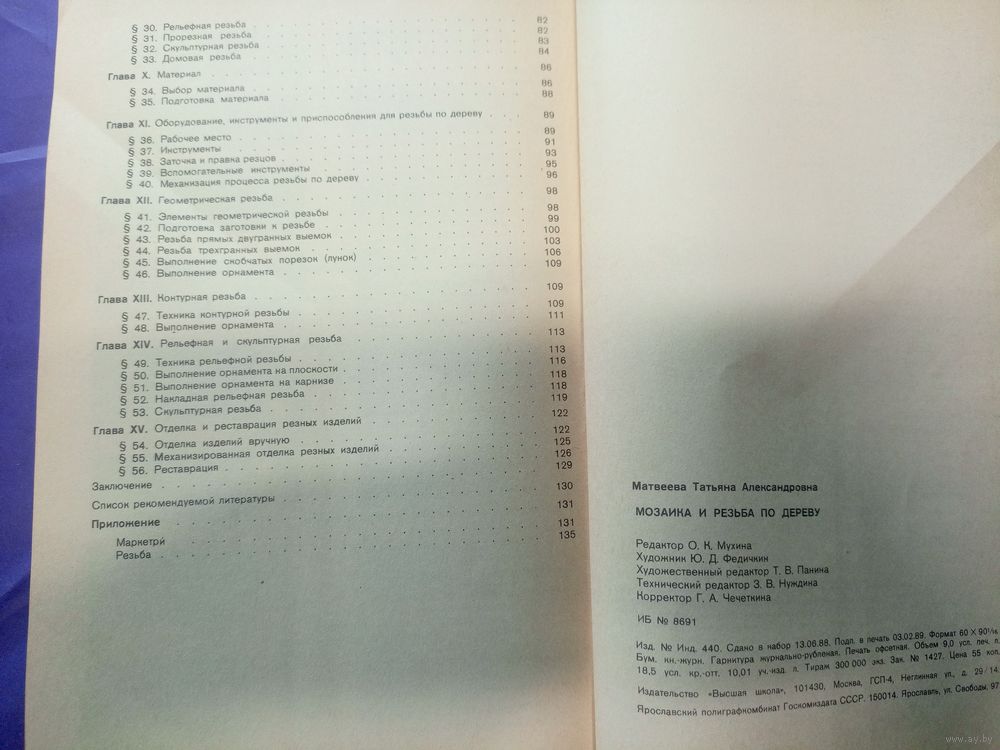 § 30. Рельефная резьба 82
§ 31. Прорезная резьба 82
§ 32. Скульптурная резьба 83
§ 33. Домовая резьба 84
Глава X. Материал 86
§ 34. Выбор материала 86
§ 35. Подготовка материала 88
Глава XI. Оборудование, инструменты и приспособления для резьбы по дереву 89
§ 36. Рабочее место 89
§ 37. Инструменты 91
§ 38. Заточка и правка резцов 93
§ 39. Вспомогательные инструменты 95
§ 40. Механизация процесса резьбы по дереву 96
Глава XII. Геометрическая резьба 98
§ 41. Элементы геометрической резьбы 98
§ 42. Подготовка заготовки к резьбе 99
§ 43. Резьба прямых двугранных выемок 100
§ 44. Резьба трехгранных выемок 103
§ 45. Выполнение скобчатых порезок (лунок) 106
§ 46. Выполнение орнамента 109
Глава XIII. Контурная резьба 109
§ 47. Техника контурной резьбы 109
§ 48. Выполнение орнамента 111
Глава XIV. Рельефная и скульптурная резьба 113
§ 49. Техника рельефной резьбы 113
§ 50. Выполнение орнамента на плоскости 116
§ 51. Выполнение орнамента на карнизе 118
§ 52. Накладная рельефная резьба 118
§ 53. Скульптурная резьба 119
Глава XV. Отделка и реставрация резных изделий 122
§ 54. Отделка изделий вручную 122
§ 55. Механизированная отделка резных изделий 125
§ 56. Реставрация 126
Заключение 129
Список рекомендуемой литературы 130
Приложение 131
Маркетри 131
Резьба 135
Матвеева Татьяна Александровна
МОЗАИКА И РЕЗЬБА ПО ДЕРЕВУ
Редактор О. К. Мухина
Художник Ю. Д. Федичкин
Художественный редактор Т. В. Панина
Технический редактор З. В. Нуждина
Корректор Г. А. Чечеткина
ИБ № 8691
Изд. № Инд. 440. Сдано в набор 13.06.88. Подп. в печать 03.02.89. Формат 60 X 90 1/16.
Бум. кн.-журн. Гарнитура журнально-рубленая. Печать офсетная. Объем 9,0 усл. печ. л.
18,5 усл. кр.-отт. 10,01 уч.-изд. л. Тираж 300 000 экз. Зак. № 1427. Цена 55 коп.
Издательство «Высшая школа», 101430, Москва, ГСП-4, Неглинная ул., д. 29/14.
Ярославский полиграфкомбинат Госкомиздата СССР. 150014. Ярославль, ул. Свободы, 97.
www.ay.by